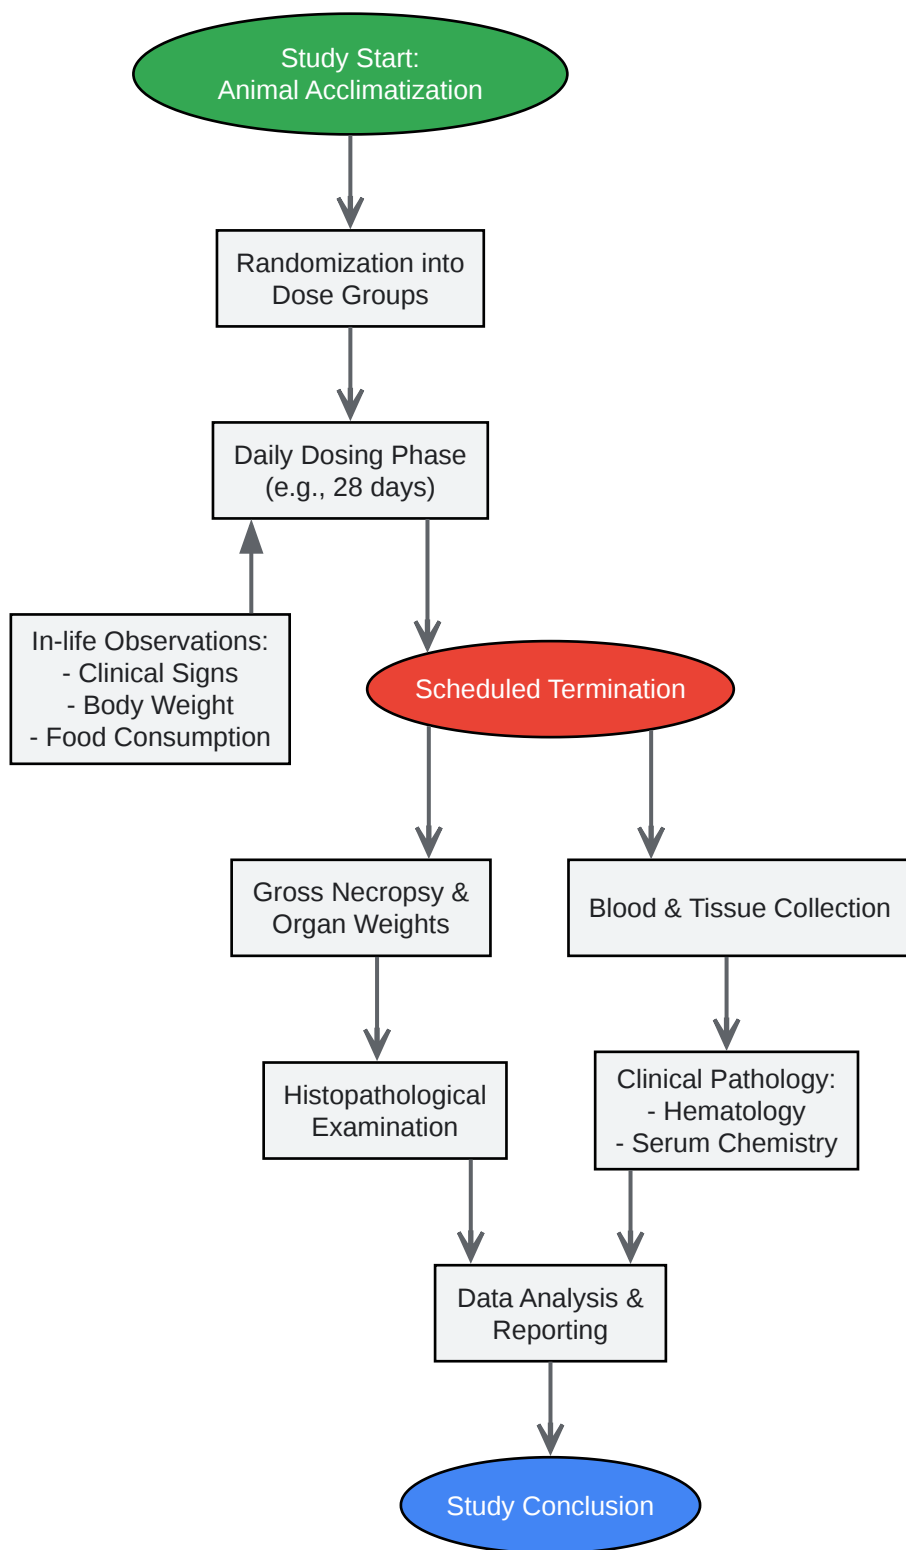 Study Start:
Animal Acclimatization
Randomization into
Dose Groups
Daily Dosing Phase
(e.g., 28 days)
In-life Observations:
- Clinical Signs
- Body Weight
- Food Consumption
Scheduled Termination
Gross Necropsy &
Organ Weights
Blood & Tissue Collection
Histopathological
Examination
Clinical Pathology:
- Hematology
- Serum Chemistry
Data Analysis &
Reporting
Study Conclusion